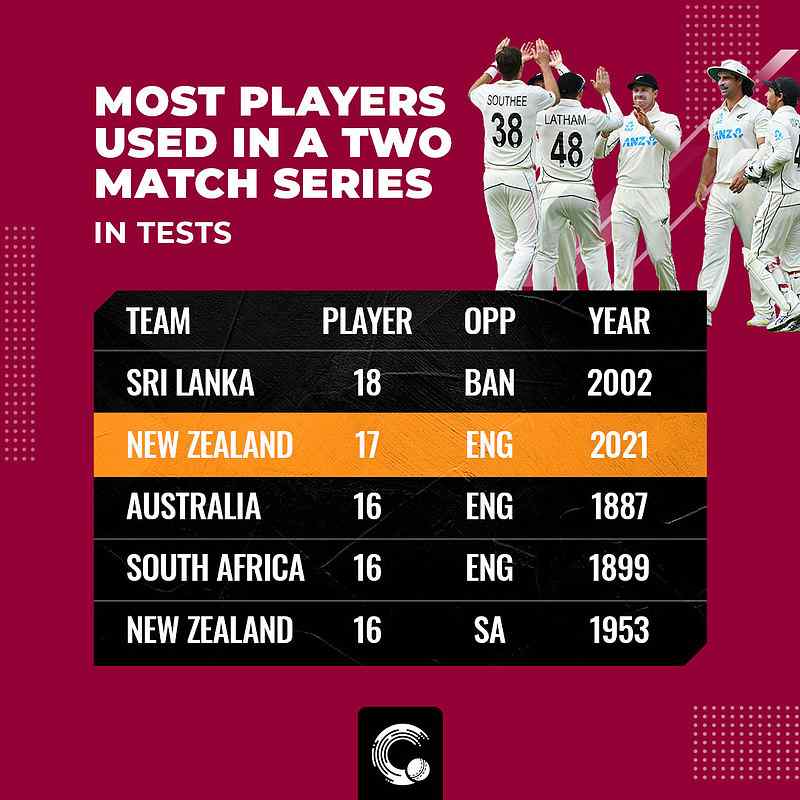 MOST PLAYERS
USED IN A TWO
MATCH SERIES
IN TESTS
SOUTHEE
38
LATHAM
48
ANZ
TEAM PLAYER OPP YEAR
SRI LANKA 18 BAN 2002
NEW ZEALAND 17 ENG 2021
AUSTRALIA 16 ENG 1887
SOUTH AFRICA 16 ENG 1899
NEW ZEALAND 16 SA 1953